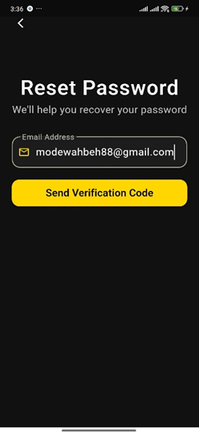 3:36
Reset Password
We'll help you recover your password
Email Address
modewahbeh88@gmail.com
Send Verification Code